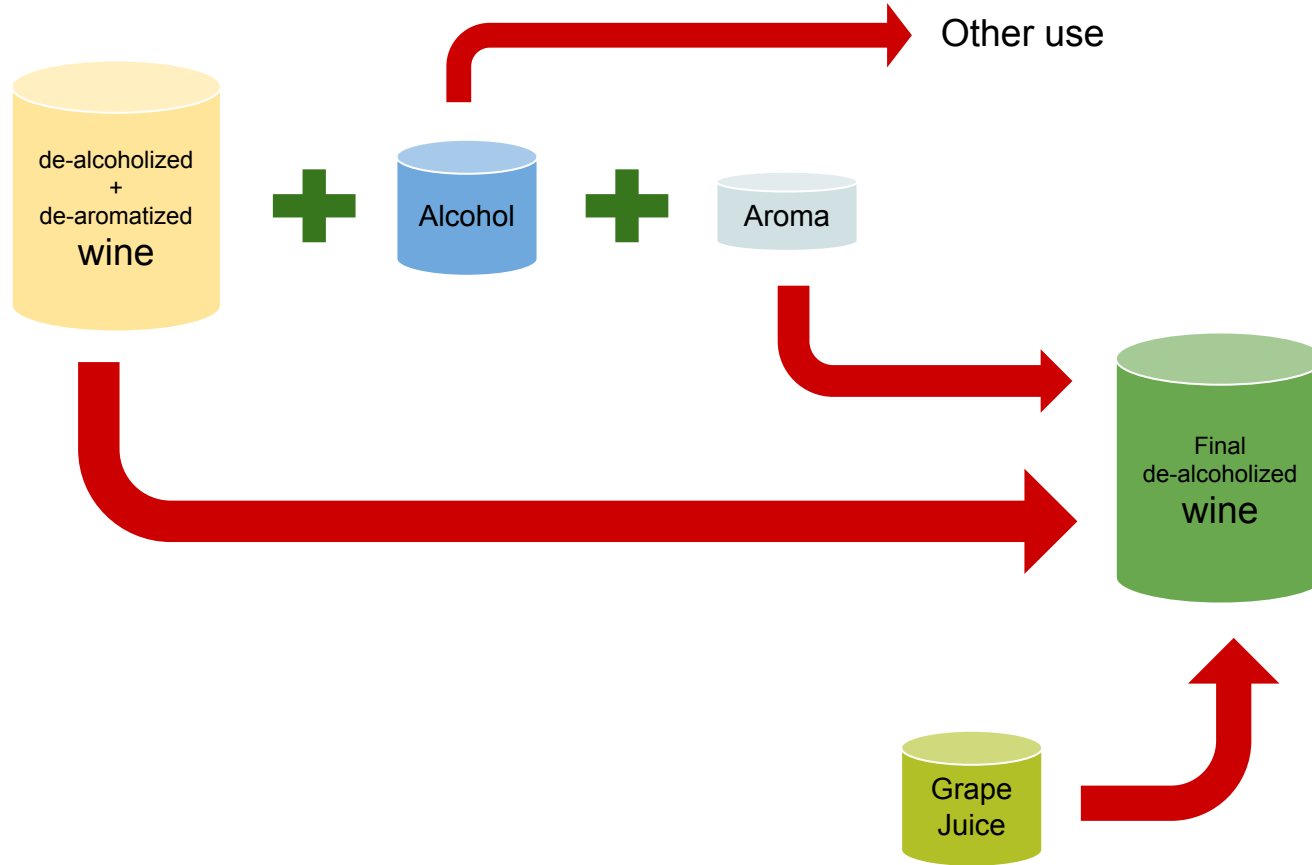 Other use
de-alcoholized
+
de-aromatized
wine
Alcohol
Aroma
Final
de-alcoholized
wine
Grape
Juice